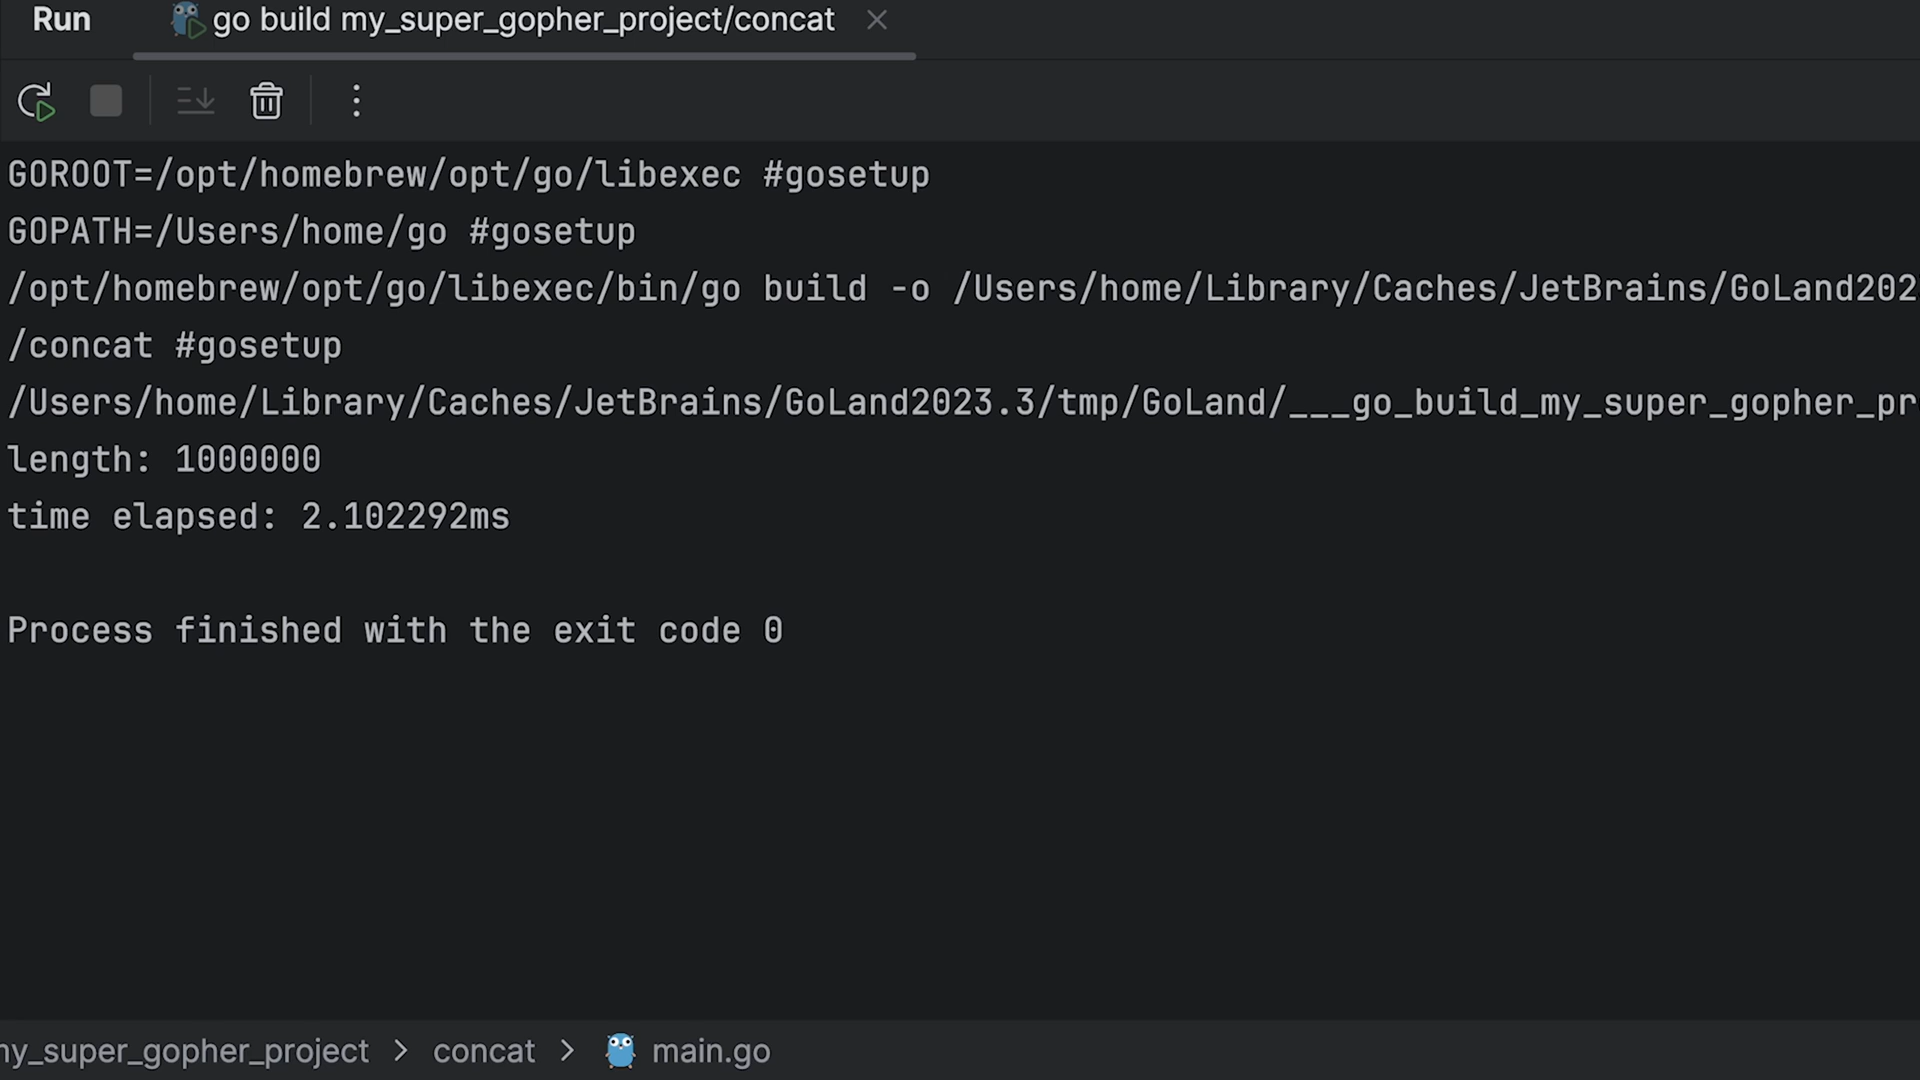 Run go build my_super_gopher_project/concat
GOROOT=/opt/homebrew/opt/go/libexec #gosetup
GOPATH=/Users/home/go #gosetup
/opt/homebrew/opt/go/libexec/bin/go build -o /Users/home/Library/Caches/JetBrains/GoLand202
/concat #gosetup
/Users/home/Library/Caches/JetBrains/GoLand2023.3/tmp/GoLand/___go_build_my_super_gopher_pr
length: 1000000
time elapsed: 2.102292ms
Process finished with the exit code 0
my_super_gopher_project > concat > main.go